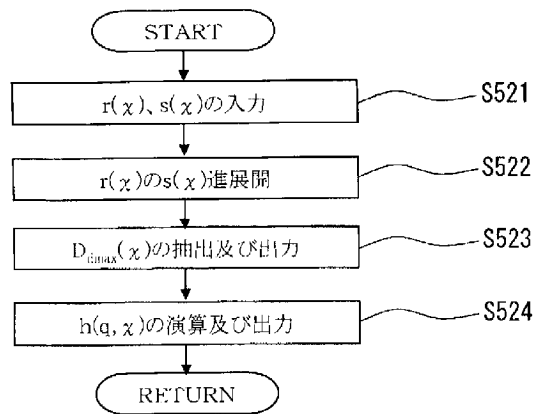 START
r(χ)、s(χ)の入力
S521
r(χ)のs(χ)進展開
S522
D_dmax(χ)の抽出及び出力
S523
h(q,χ)の演算及び出力
S524
RETURN